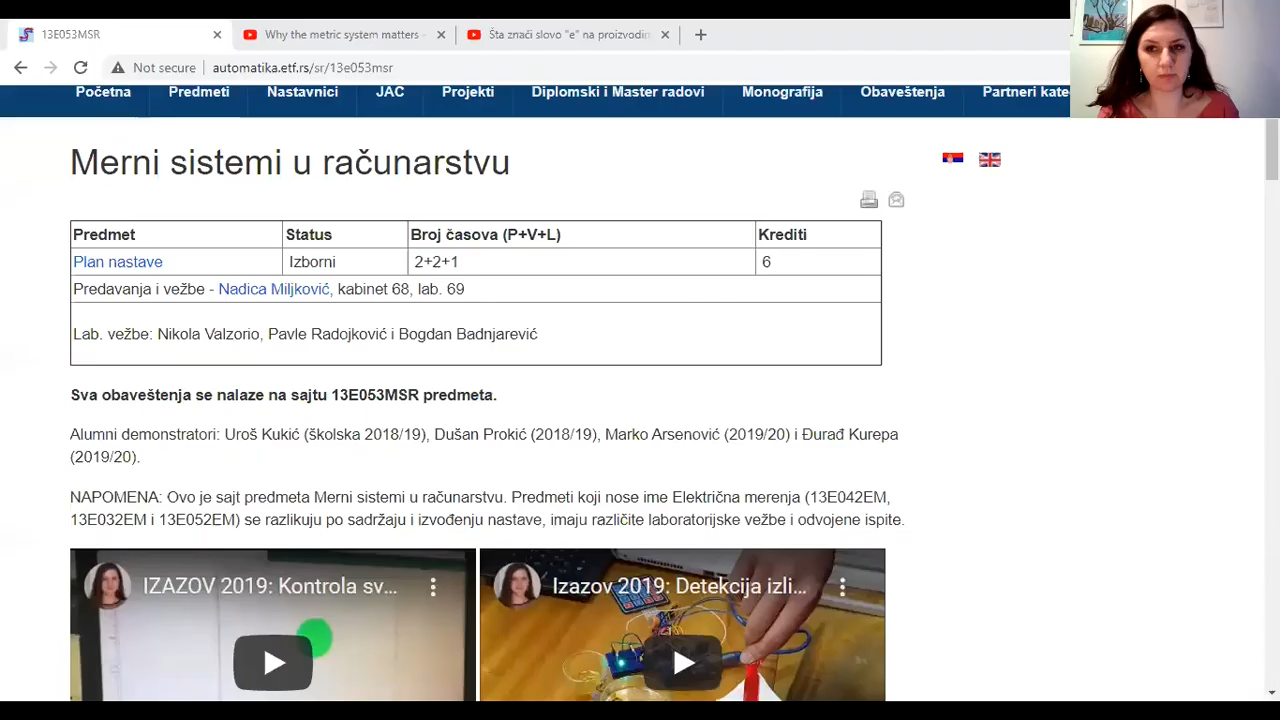 13E053MSR
Why the metric system matters -
Šta znači slovo "e" na proizvodim
Not secure | automatika.etf.rs/sr/13e053msr
Početna Predmeti Nastavnici JAC Projekti Diplomski i Master radovi Monografija Obaveštenja Partneri kate
Merni sistemi u računarstvu
Predmet Status Broj časova (P+V+L) Krediti
Plan nastave Izborni 2+2+1 6
Predavanja i vežbe - Nadica Miljković, kabinet 68, lab. 69
Lab. vežbe: Nikola Valzorio, Pavle Radojković i Bogdan Badnjarević
Sva obaveštenja se nalaze na sajtu 13E053MSR predmeta.
Alumni demonstratori: Uroš Kukić (školska 2018/19), Dušan Prokić (2018/19), Marko Arsenović (2019/20) i Đurađ Kurepa
(2019/20).
NAPOMENA: Ovo je sajt predmeta Merni sistemi u računarstvu. Predmeti koji nose ime Električna merenja (13E042EM,
13E032EM i 13E052EM) se razlikuju po sadržaju i izvođenju nastave, imaju različite laboratorijske vežbe i odvojene ispite.
IZAZOV 2019: Kontrola sv...
Izazov 2019: Detekcija izli...